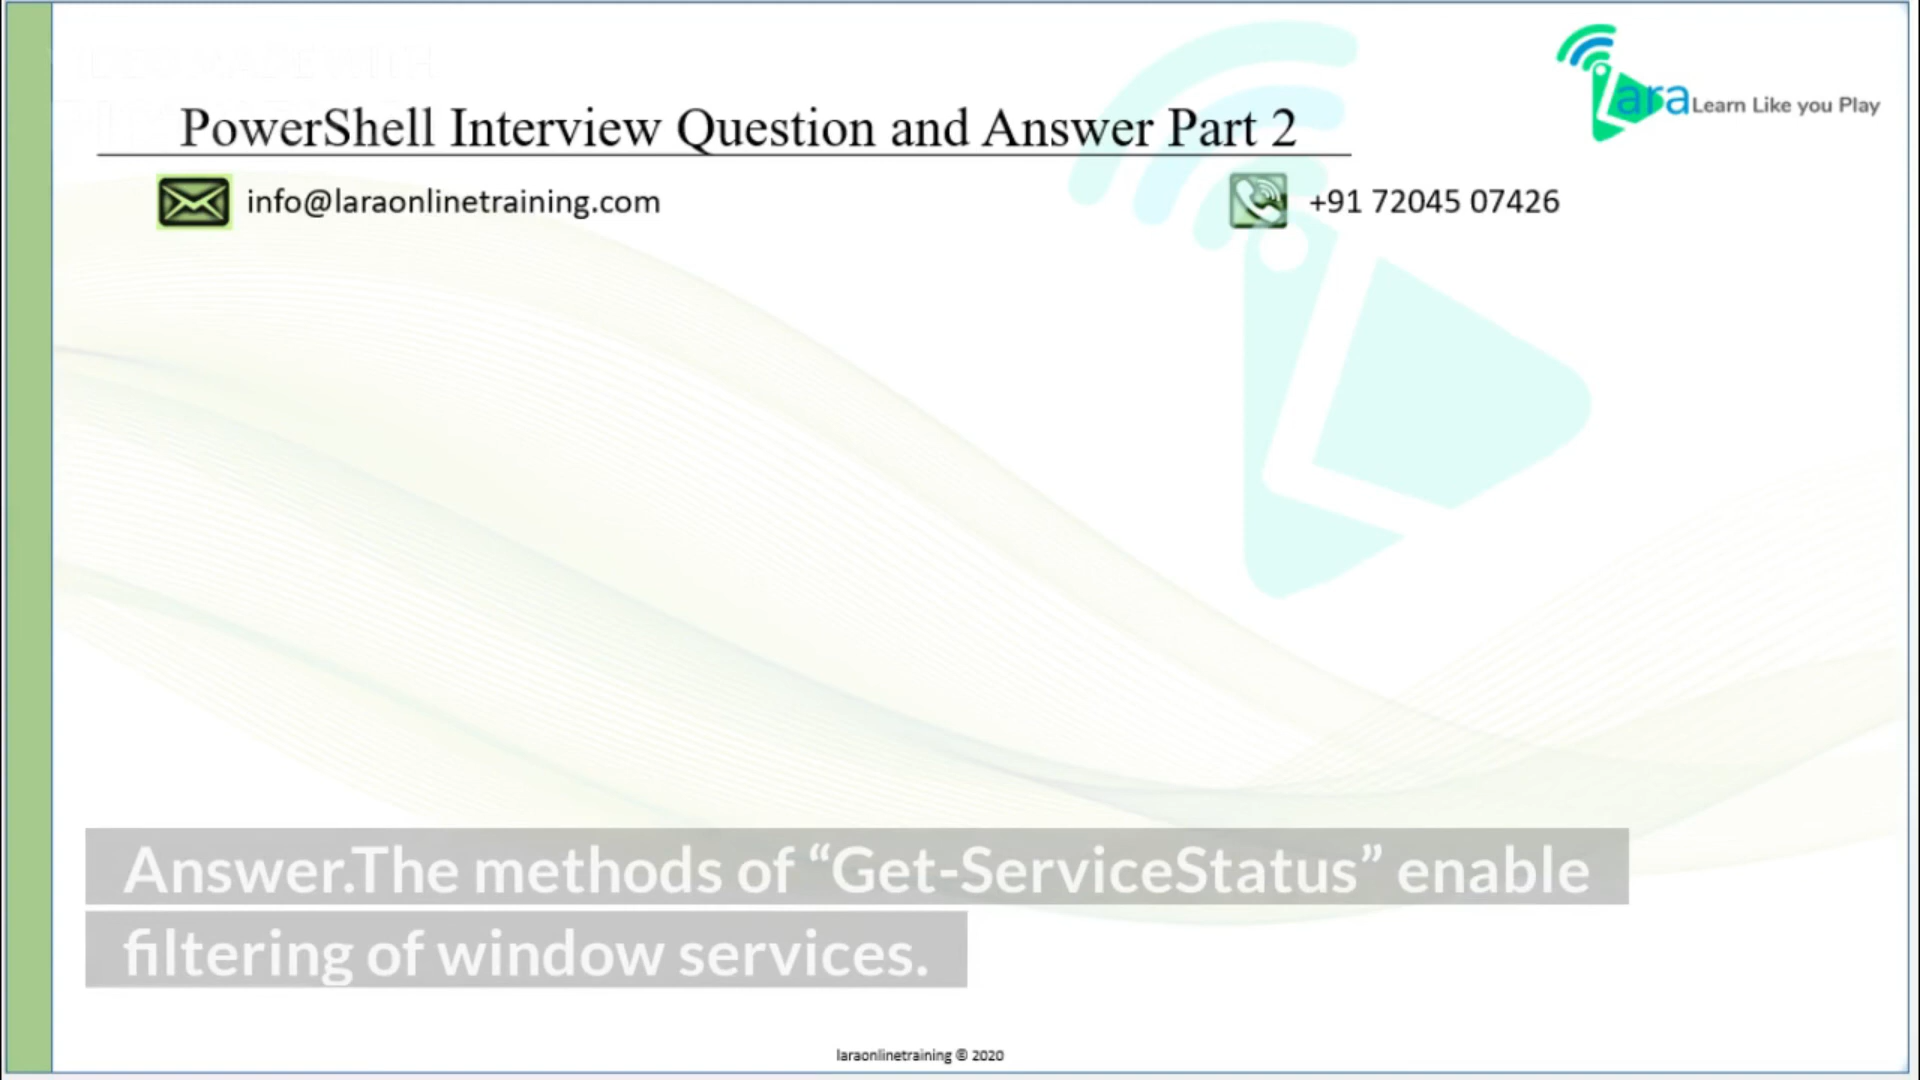 PowerShell Interview Question and Answer Part 2
Lara Learn Like you Play
info@laraonlinetraining.com
+91 72045 07426
Answer.The methods of “Get-ServiceStatus” enable
filtering of window services.
laraonlinetraining © 2020